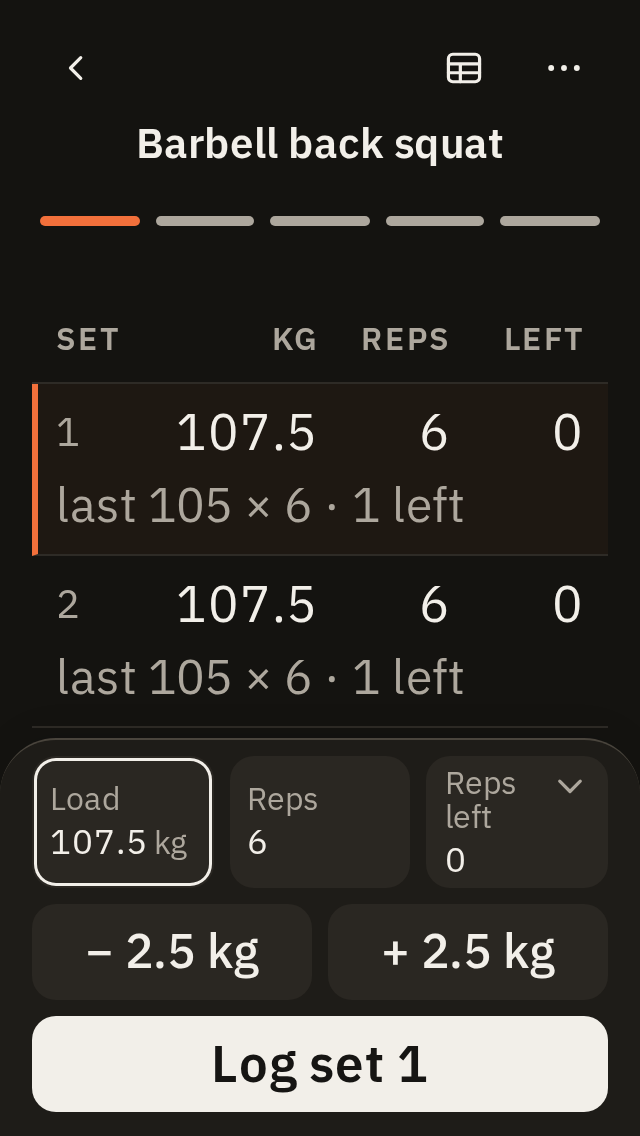 Barbell back squat
SET KG REPS LEFT
1 107.5 6 0
last 105 × 6 · 1 left
2 107.5 6 0
last 105 × 6 · 1 left
Load
107.5 kg
Reps
6
Reps
left
0
– 2.5 kg
+ 2.5 kg
Log set 1